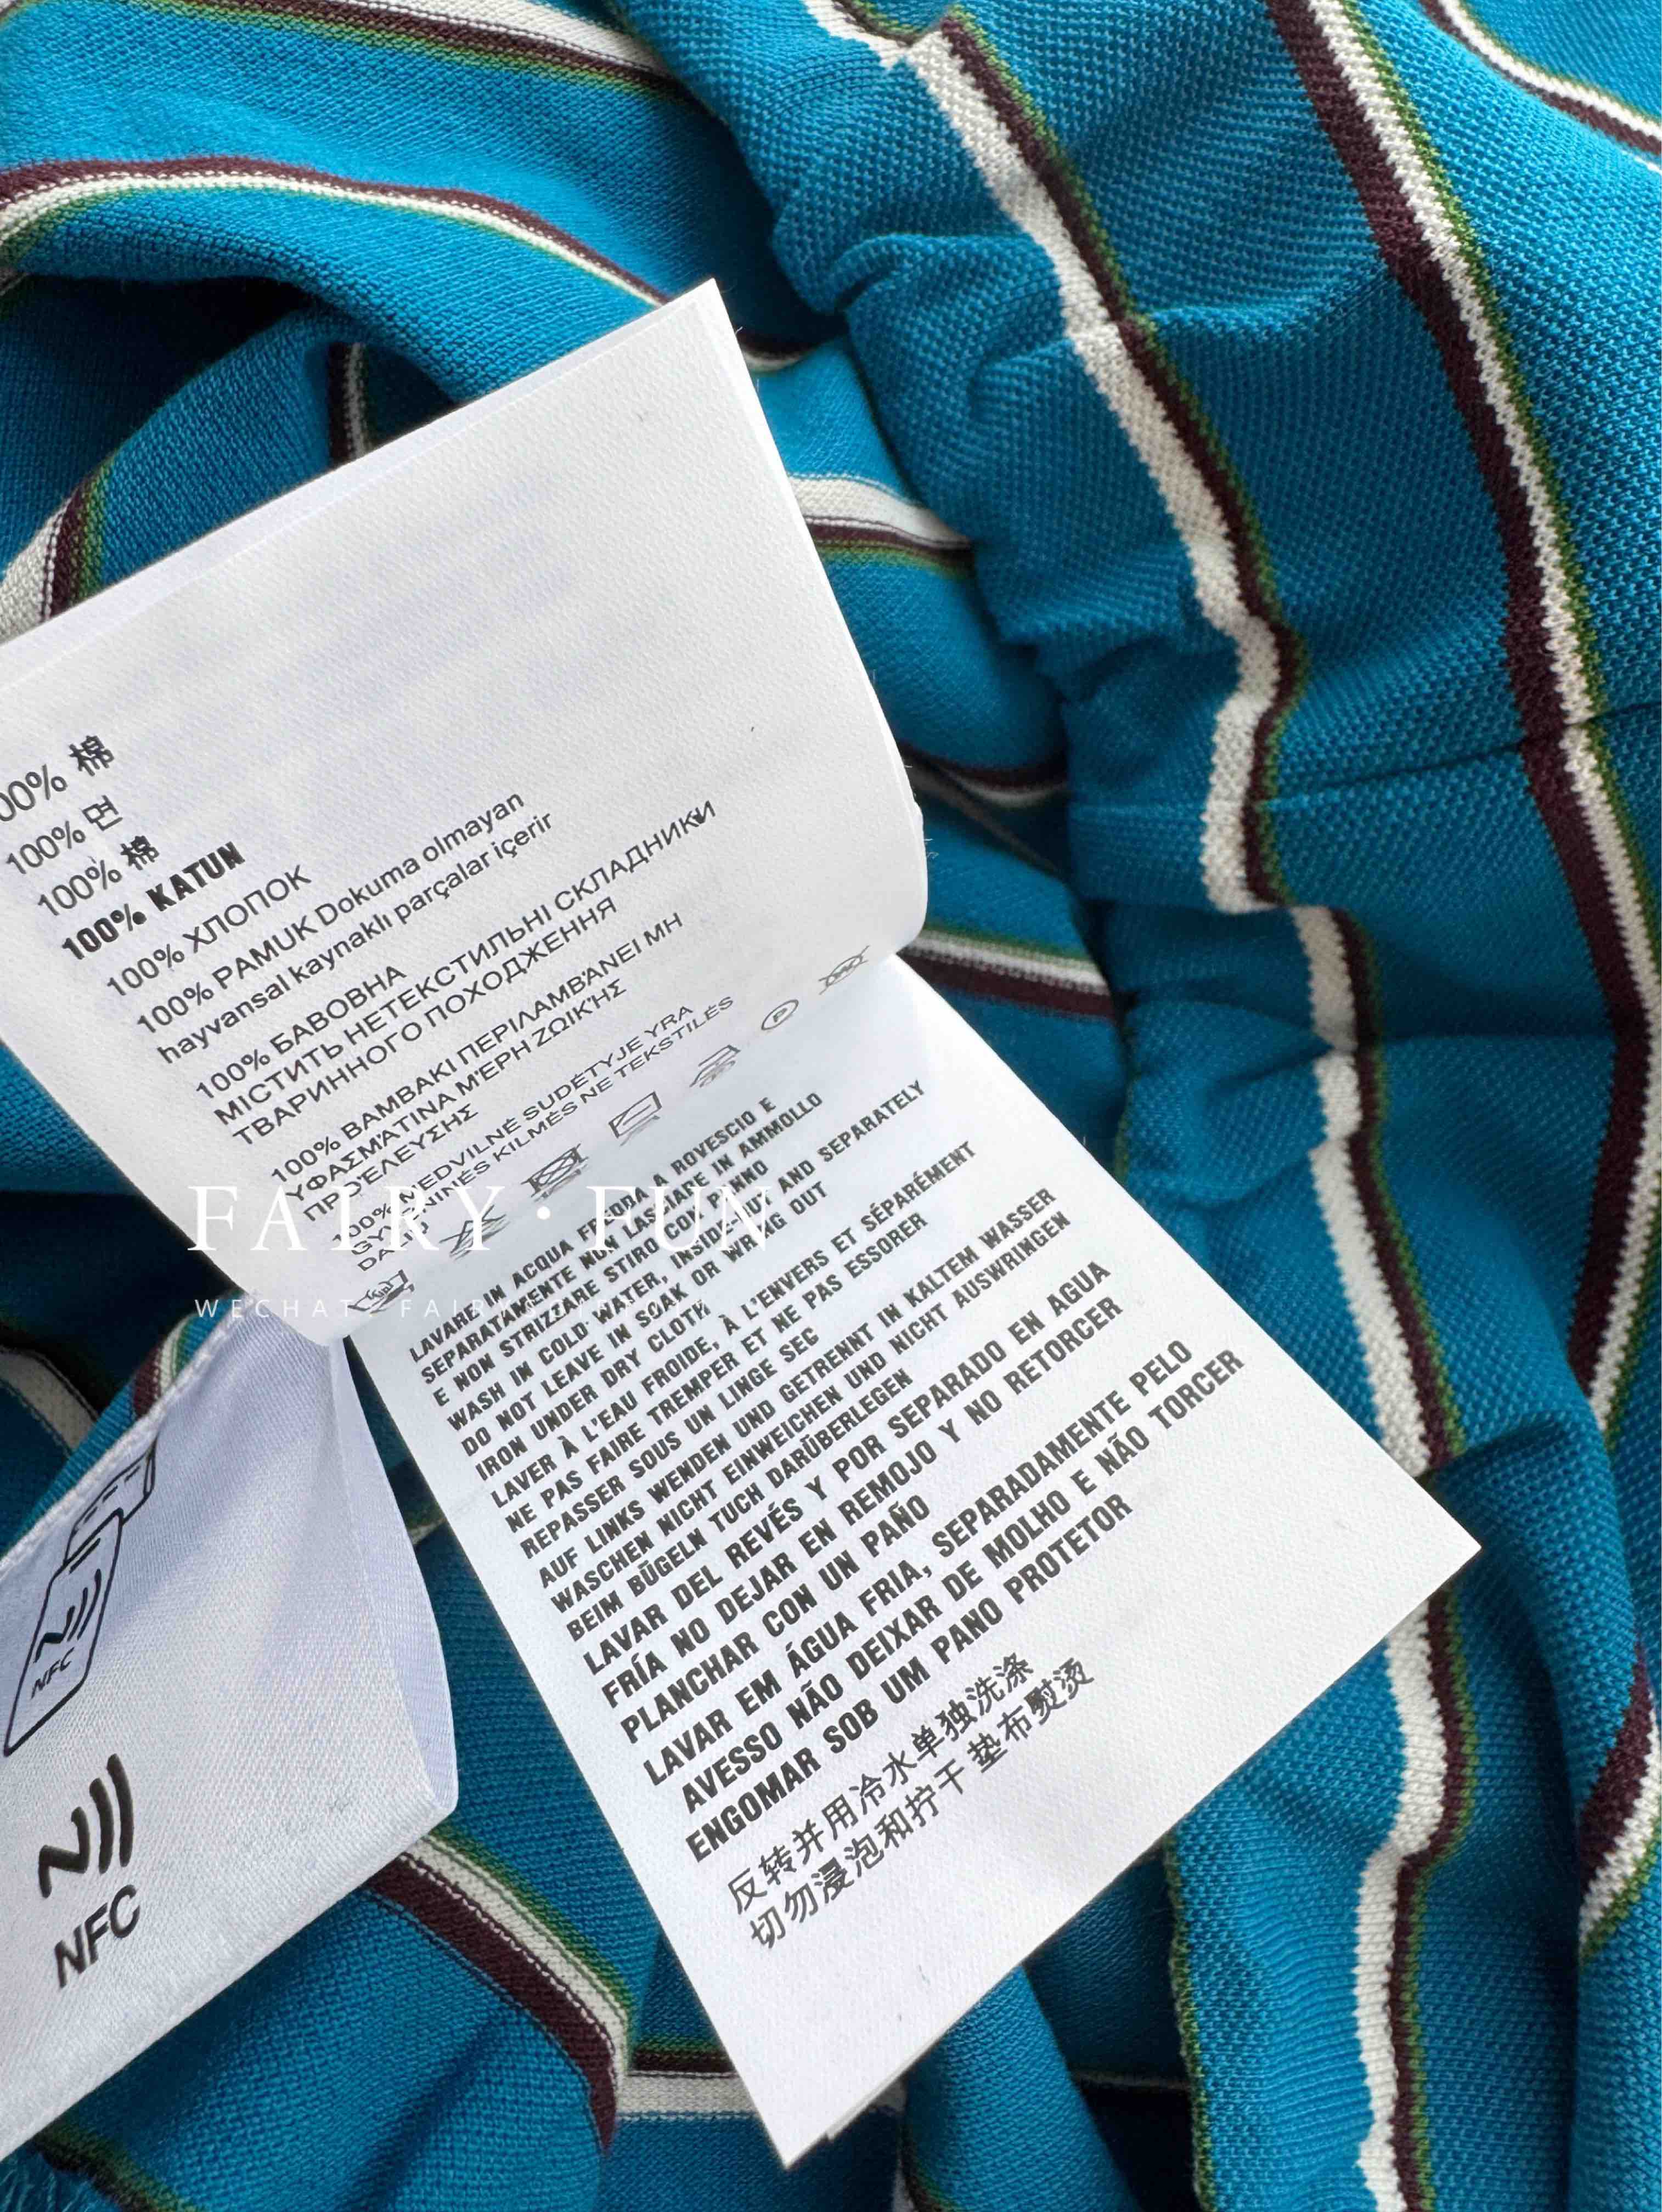 00% 棉
100% 면
100% 棉
100% KATUN
100% ХЛОПОК
100% PAMUK Dokuma olmayan
hayvansal kaynaklı parçalar içerir
100% БАВОВНА
МІСТИТЬ НЕТЕКСТИЛЬНІ СКЛАДНИКИ
ТВАРИННОГО ПОХОДЖЕННЯ
100% ΒΑΜΒΑΚΙ ΠΕΡΙΛΑΜΒΆΝΕΙ ΜΗ
ΥΦΑΣΜΆΤΙΝΑ ΜΈΡΗ ΖΩΙΚΉΣ
ΠΡΟΈΛΕΥΣΗΣ
100% MEDVILNĖ SUDĖTYJE YRA
GYVŪNINĖS KILMĖS NE TEKSTILĖS
P
FAIRY·FUN
WECHAT
LAVARE IN ACQUA FREDDA A ROVESCIO E
SEPARATAMENTE NON LASCIARE IN AMMOLLO
E NON STRIZZARE STIRO CON PANNO
WASH IN COLD WATER, INSIDE-OUT AND SEPARATELY
DO NOT LEAVE IN SOAK OR WRING OUT
IRON UNDER DRY CLOTH
LAVER À L'EAU FROIDE, À L'ENVERS ET SÉPARÉMENT
NE PAS FAIRE TREMPER ET NE PAS ESSORER
REPASSER SOUS UN LINGE SEC
AUF LINKS WENDEN UND GETRENNT IN KALTEM WASSER
WASCHEN NICHT EINWEICHEN UND NICHT AUSWRINGEN
BEIM BÜGELN TUCH DARÜBERLEGEN
LAVAR DEL REVÉS Y POR SEPARADO EN AGUA
FRÍA NO DEJAR EN REMOJO Y NO RETORCER
PLANCHAR CON UN PAÑO
LAVAR EM ÁGUA FRIA, SEPARADAMENTE PELO
AVESSO NÃO DEIXAR DE MOLHO E NÃO TORCER
ENGOMAR SOB UM PANO PROTETOR
反转并用冷水单独洗涤
切勿浸泡和拧干 垫布熨烫
NFC
NFC